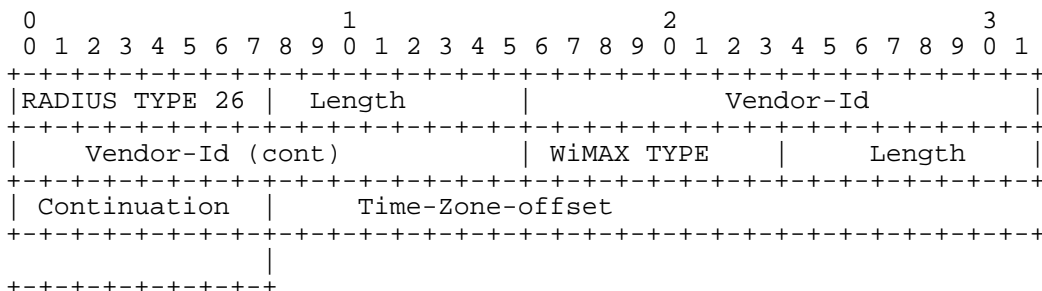 0                   1                   2                   3
 0 1 2 3 4 5 6 7 8 9 0 1 2 3 4 5 6 7 8 9 0 1 2 3 4 5 6 7 8 9 0 1
+-+-+-+-+-+-+-+-+-+-+-+-+-+-+-+-+-+-+-+-+-+-+-+-+-+-+-+-+-+-+-+-+
|RADIUS TYPE 26 |  Length       |            Vendor-Id          |
+-+-+-+-+-+-+-+-+-+-+-+-+-+-+-+-+-+-+-+-+-+-+-+-+-+-+-+-+-+-+-+-+
|    Vendor-Id (cont)           | WiMAX TYPE    |     Length    |
+-+-+-+-+-+-+-+-+-+-+-+-+-+-+-+-+-+-+-+-+-+-+-+-+-+-+-+-+-+-+-+-+
| Continuation  |     Time-Zone-offset
+-+-+-+-+-+-+-+-+-+-+-+-+-+-+-+-+-+-+-+-+-+-+-+-+-+-+-+-+-+-+-+-+
                |
+-+-+-+-+-+-+-+-+